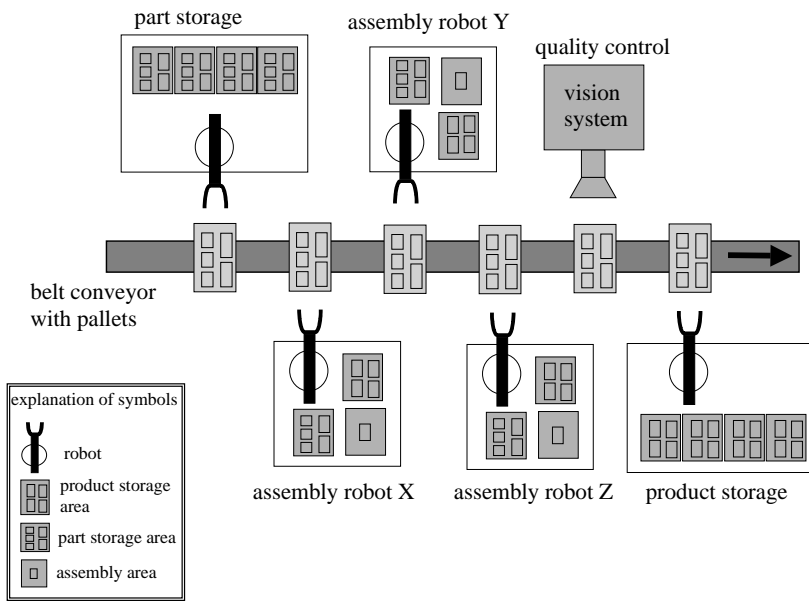 part storage
assembly robot Y
quality control
vision
system
belt conveyor
with pallets
explanation of symbols
robot
product storage
area
part storage area
assembly area
assembly robot X
assembly robot Z
product storage